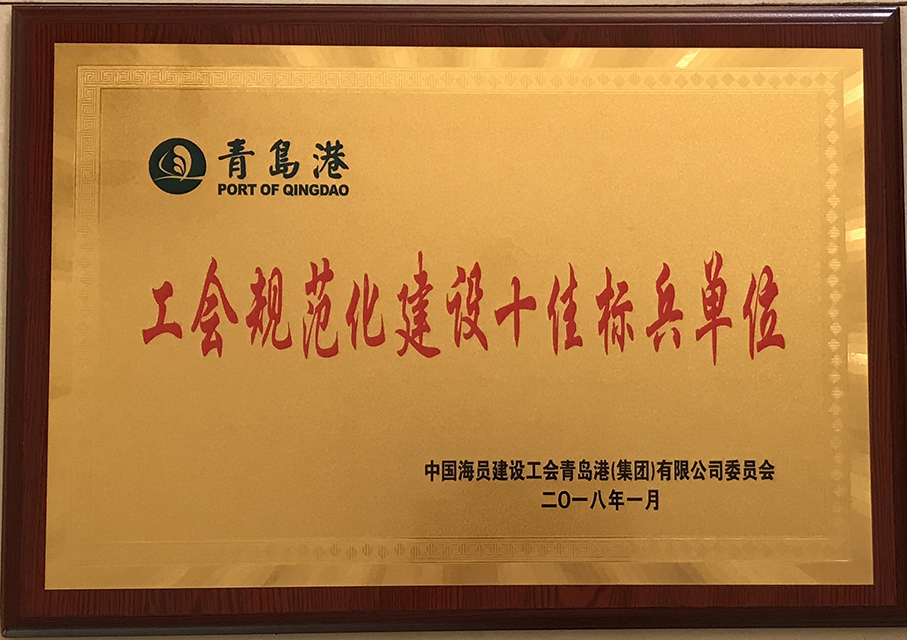 青島港
PORT OF QINGDAO
工会规范化建设十佳标兵单位
中国海员建设工会青岛港(集团)有限公司委员会
二〇一八年一月